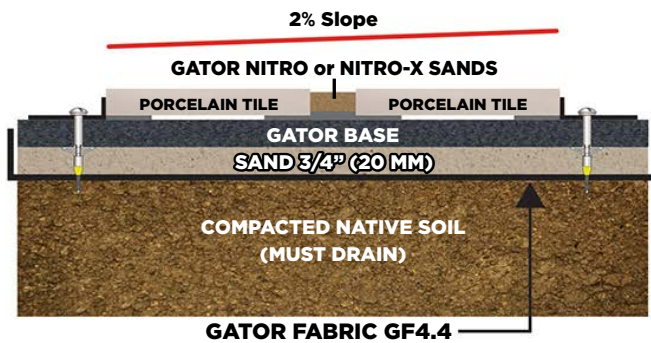 2% Slope
GATOR NITRO or NITRO-X SANDS
PORCELAIN TILE
PORCELAIN TILE
GATOR BASE
SAND 3/4" (20 MM)
COMPACTED NATIVE SOIL
(MUST DRAIN)
GATOR FABRIC GF4.4